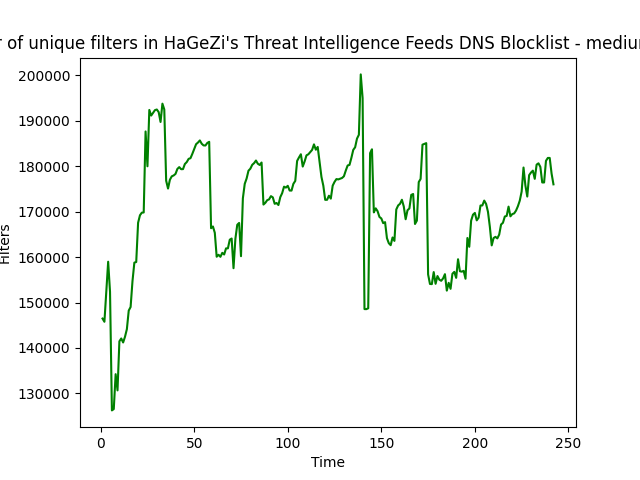 r of unique filters in HaGeZi's Threat Intelligence Feeds DNS Blocklist - mediu
200000
190000
180000
170000
160000
150000
140000
130000
Filters
0 50 100 150 200 250
Time